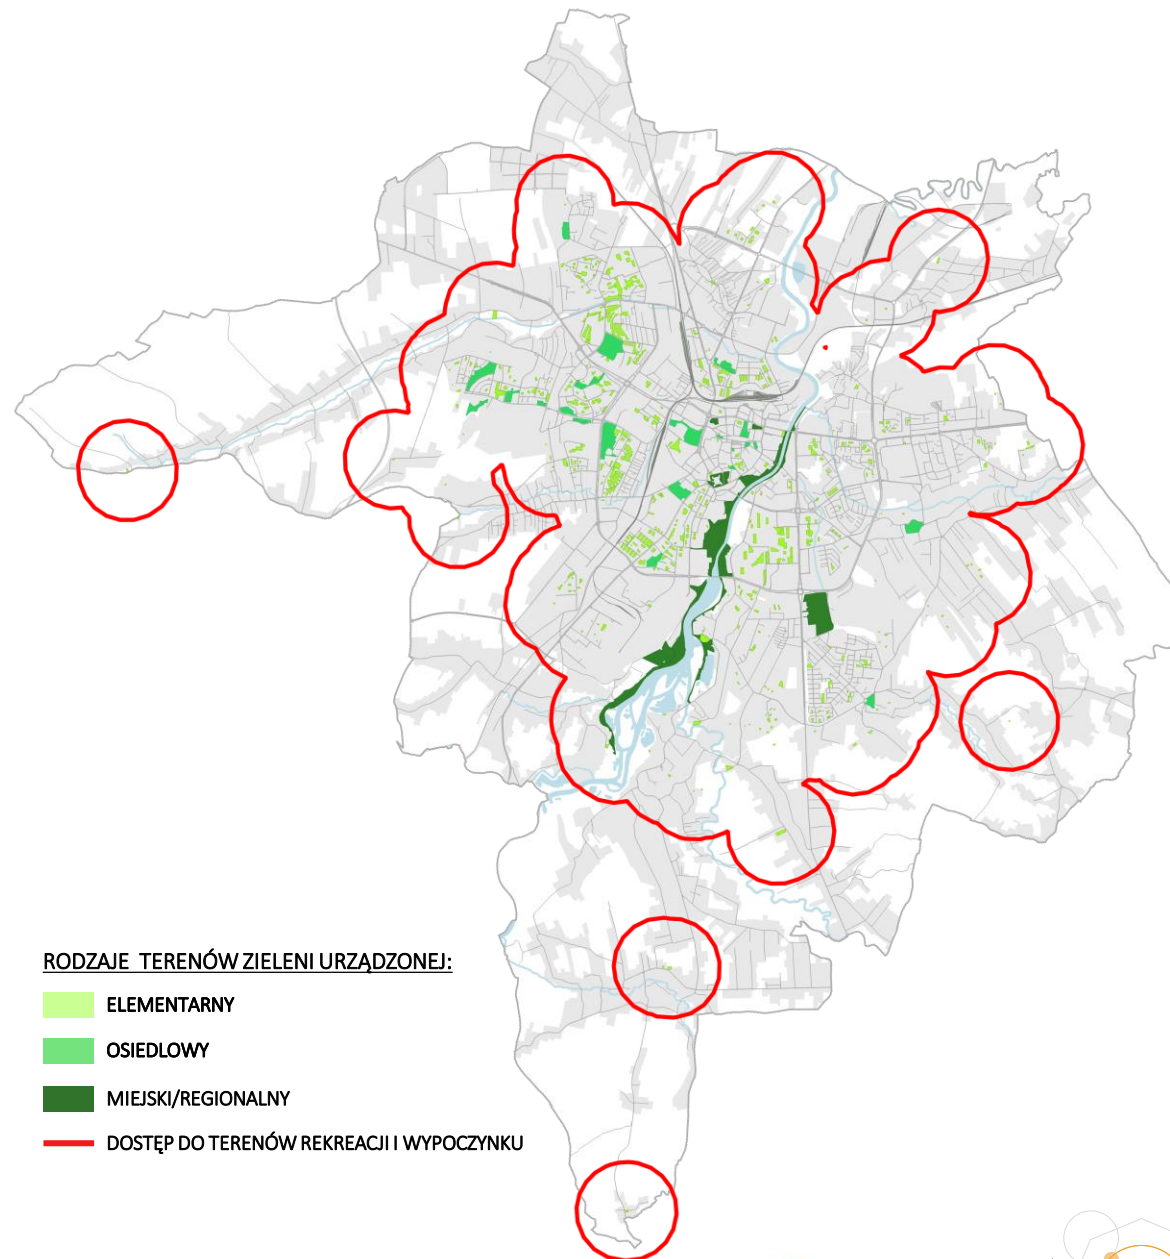 RODZAJE TERENÓW ZIELENI URZĄDZONEJ:
ELEMENTARNY
OSIEDLOWY
MIEJSKI/REGIONALNY
DOSTĘP DO TERENÓW REKREACJI I WYPOCZYNKU